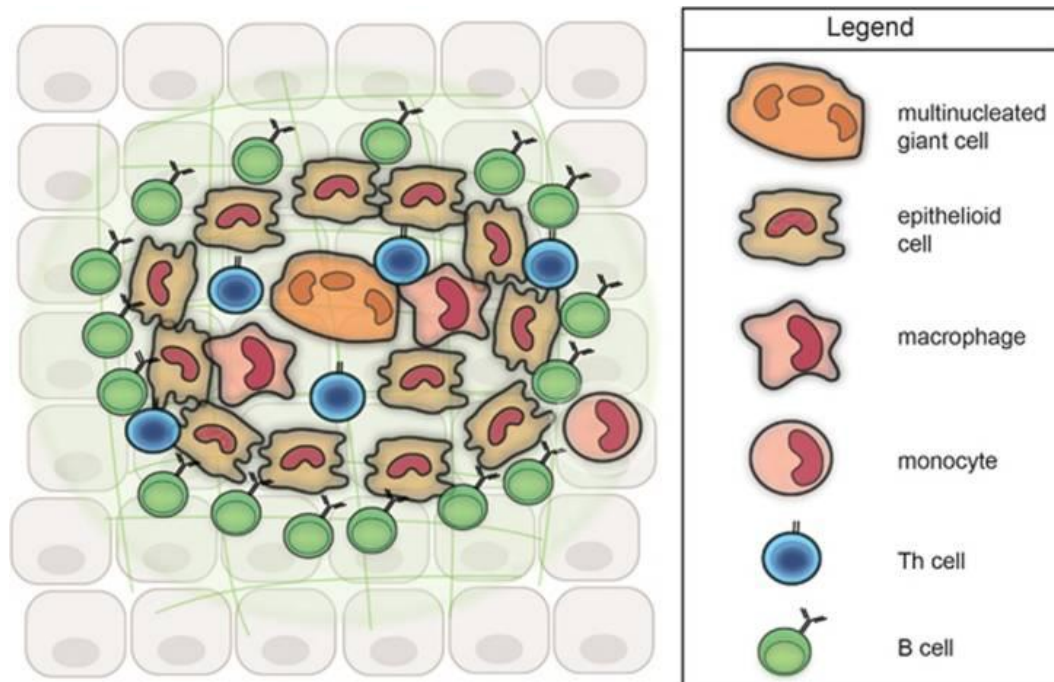 Legend
multinucleated
giant cell
epithelioid
cell
macrophage
monocyte
Th cell
B cell